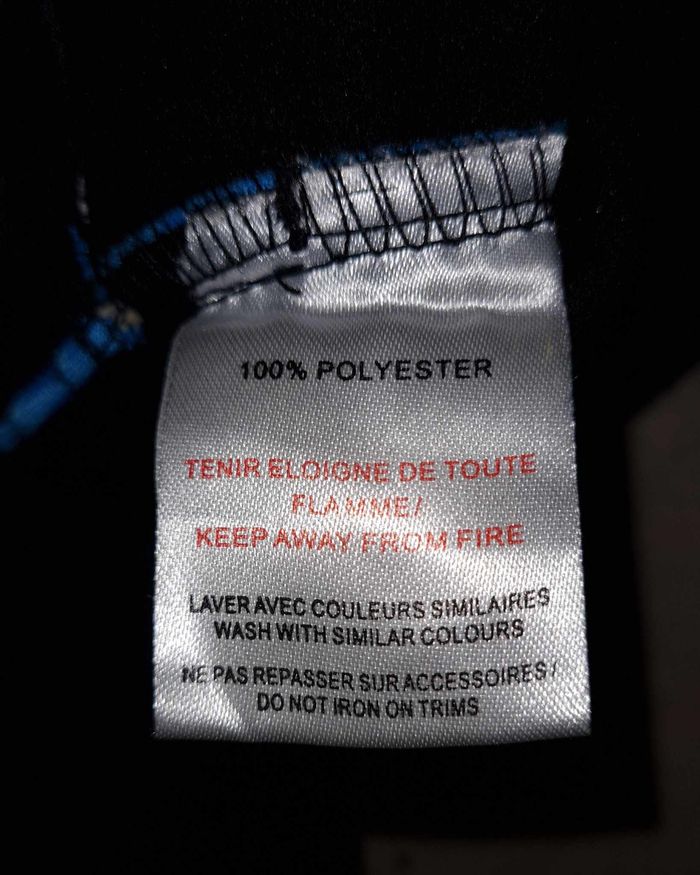 100% POLYESTER
TENIR ELOIGNE DE TOUTE
FLAMME/
KEEP AWAY FROM FIRE
LAVER AVEC COULEURS SIMILAIRES
WASH WITH SIMILAR COLOURS
NE PAS REPASSER SUR ACCESSOIRES /
DO NOT IRON ON TRIMS